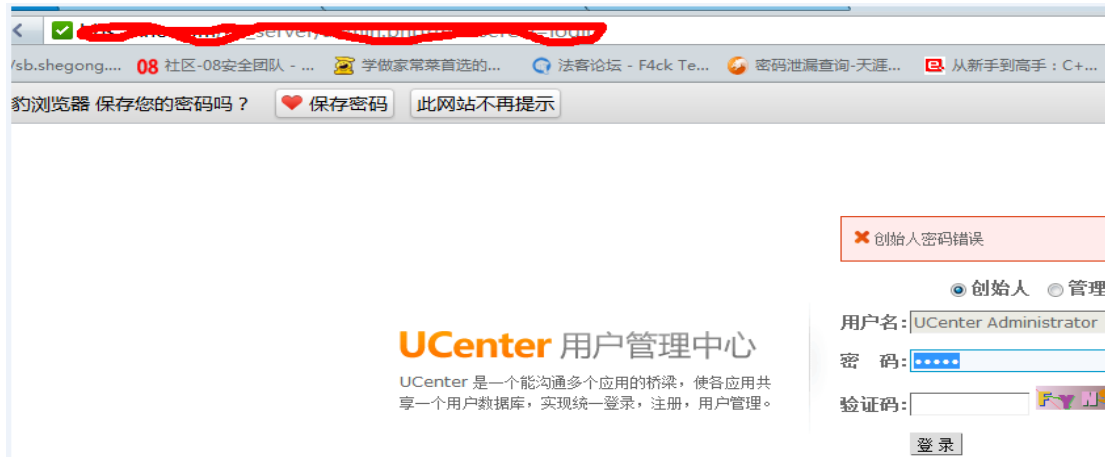 /sb.shegong.... 08 社区-08安全团队 - ... 学做家常菜首选的... 法客论坛 - F4ck Te... 密码泄漏查询-天涯... 从新手到高手：C+...
豹浏览器 保存您的密码吗？ 保存密码 此网站不再提示
创始人密码错误
创始人 管理
用户名: UCenter Administrator
UCenter 用户管理中心
密 码: •••••
UCenter 是一个能沟通多个应用的桥梁，使各应用共
享一个用户数据库，实现统一登录，注册，用户管理。
验证码:
登 录